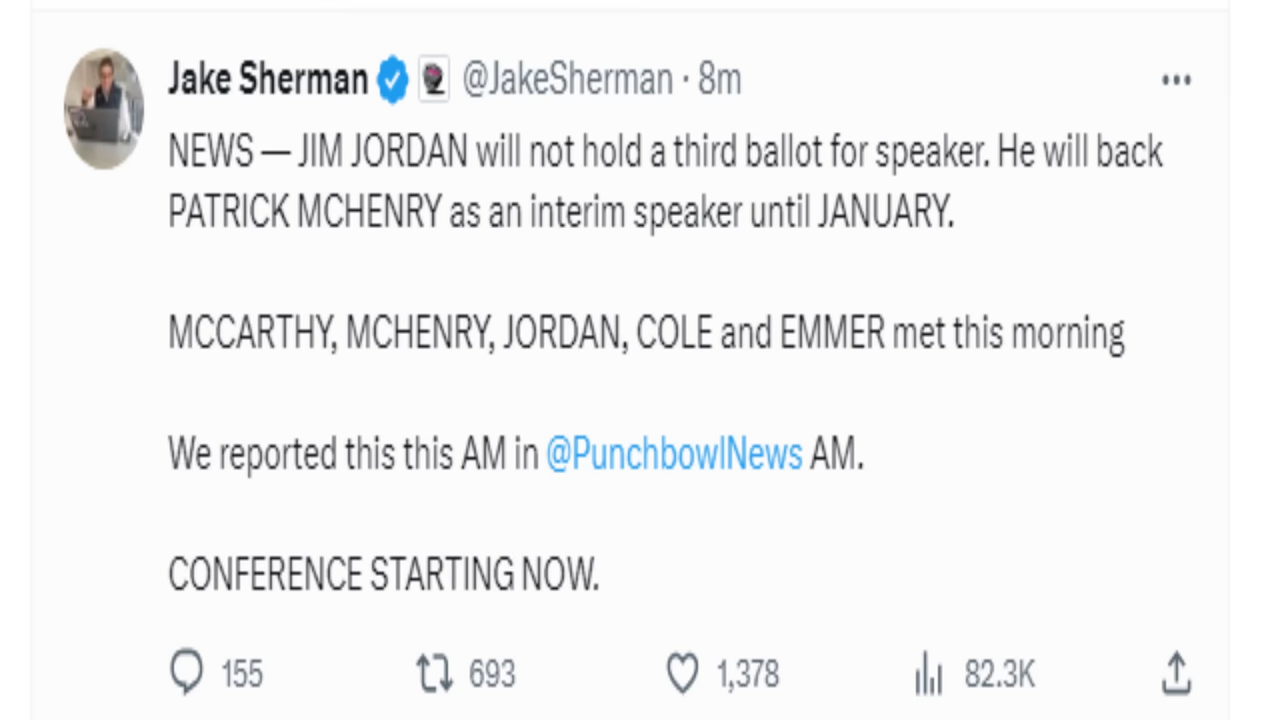 Jake Sherman @JakeSherman · 8m
NEWS — JIM JORDAN will not hold a third ballot for speaker. He will back
PATRICK MCHENRY as an interim speaker until JANUARY.
MCCARTHY, MCHENRY, JORDAN, COLE and EMMER met this morning
We reported this this AM in @PunchbowlNews AM.
CONFERENCE STARTING NOW.
155 693 1,378 82.3K